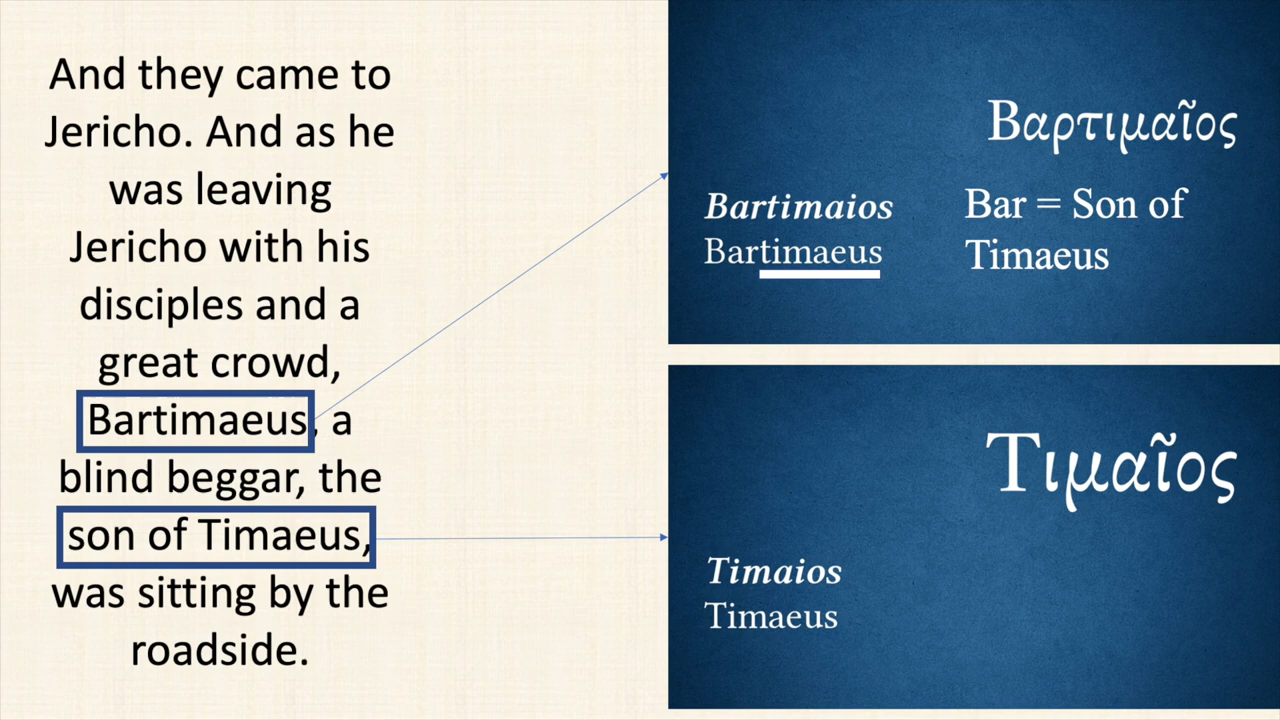 And they came to
Jericho. And as he
was leaving
Jericho with his
disciples and a
great crowd,
Bartimaeus, a
blind beggar, the
son of Timaeus,
was sitting by the
roadside.
Βαρτιμαῖος
Bartimaios
Bartimaeus
Bar = Son of
Timaeus
Τιμαῖος
Timaios
Timaeus